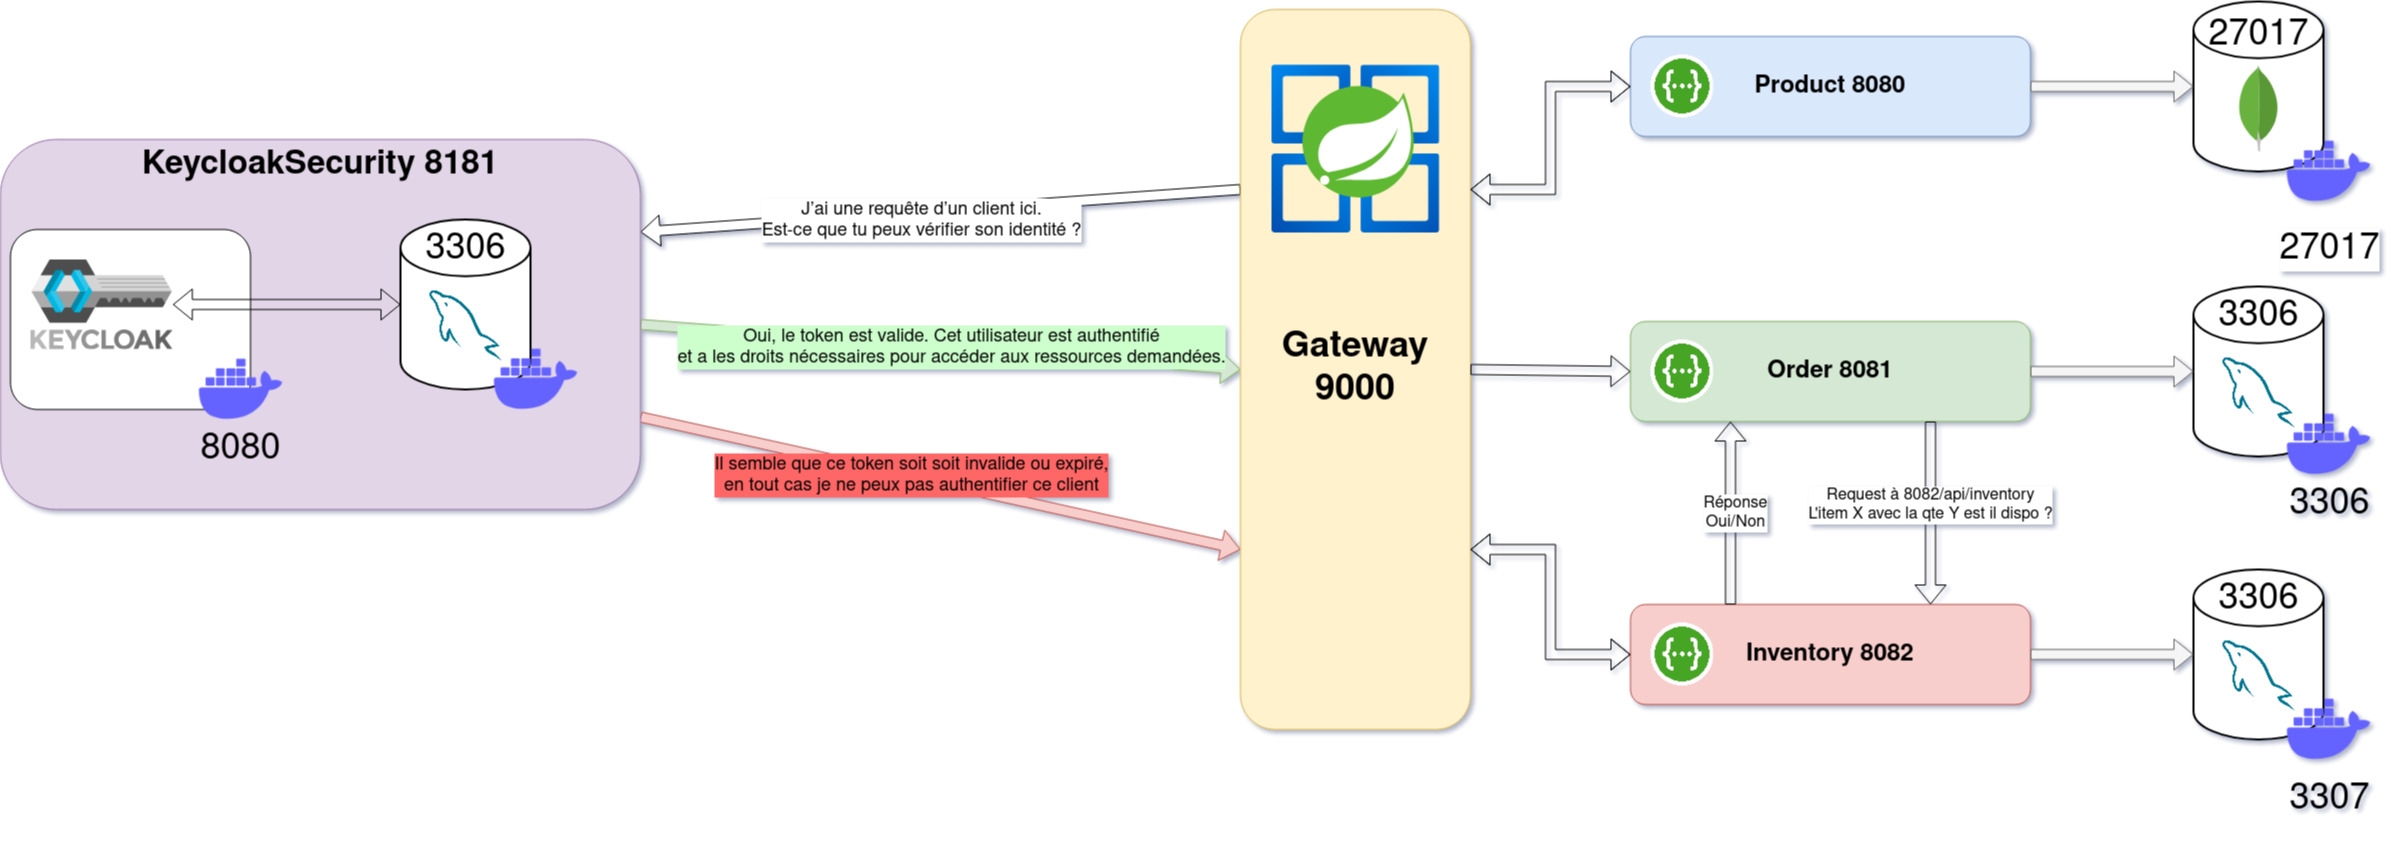 KeycloakSecurity 8181
KEYCLOAK
8080
3306
J'ai une requête d'un client ici.
Est-ce que tu peux vérifier son identité ?
Oui, le token est valide. Cet utilisateur est authentifié
et a les droits nécessaires pour accéder aux ressources demandées.
Il semble que ce token soit soit invalide ou expiré,
en tout cas je ne peux pas authentifier ce client
Gateway
9000
Product 8080
27017
27017
Order 8081
3306
3306
Réponse
Oui/Non
Request à 8082/api/inventory
L'item X avec la qte Y est il dispo ?
Inventory 8082
3306
3307